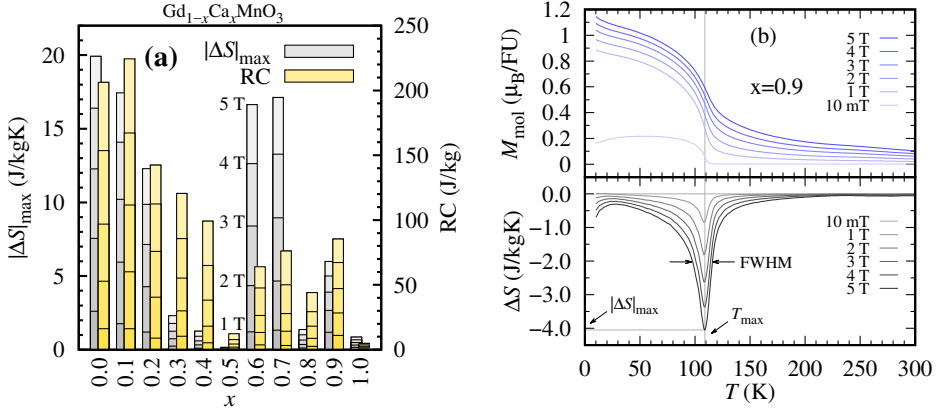 Gd1−xCaxMnO3
(a)
|ΔS|max
RC
|ΔS|max (J/kgK)
20
15
10
5
0
5 T
4 T
3 T
2 T
1 T
250
200
150
100
50
0
RC (J/kg)
0.0 0.1 0.2 0.3 0.4 0.5 0.6 0.7 0.8 0.9 1.0
x
(b)
Mmol (μB/FU)
1.2
1
0.8
0.6
0.4
0.2
0
x=0.9
5 T
4 T
3 T
2 T
1 T
10 mT
ΔS (J/kgK)
0.0
−1.0
−2.0
−3.0
−4.0
10 mT
1 T
2 T
3 T
4 T
5 T
FWHM
|ΔS|max
Tmax
0 50 100 150 200 250 300
T (K)